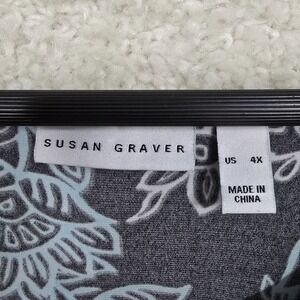 SUSAN GRAVER
US 4X
MADE IN
CHINA